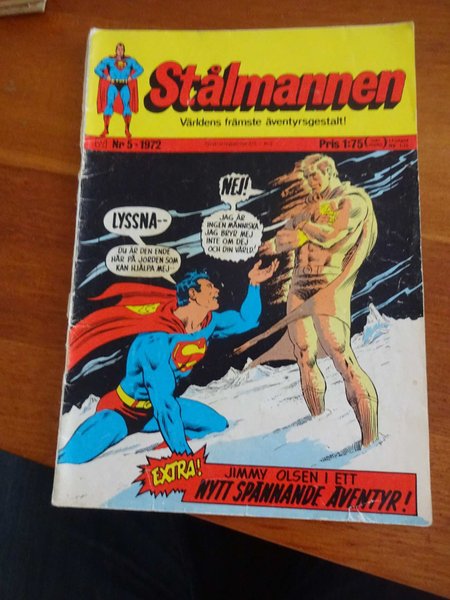 Stålmannen
Världens främste äventyrsgestalt!
Nr 5 • 1972
Pris 1:75
LYSSNA--
DU ÄR DEN ENDE
HÄR PÅ JORDEN SOM
KAN HJÄLPA MEJ
NEJ!
JAG ÄR
INGEN MÄNNISKA
JAG BRYR MEJ
INTE OM DEJ
OCH DIN VÄRLD!
EXTRA!
JIMMY OLSEN I ETT
NYTT SPÄNNANDE ÄVENTYR!